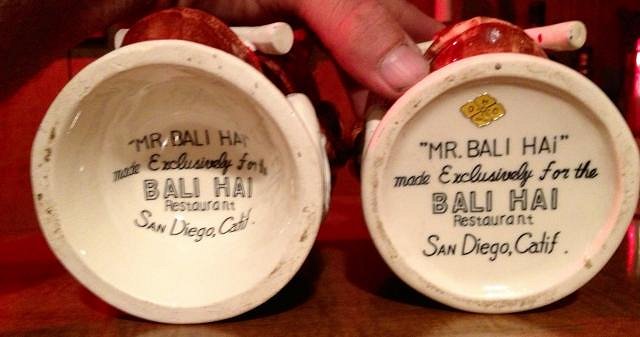 "MR. BALI HAi"
made Exclusively for the
BALI HAI
Restaurant
SAN Diego, Calif.
"MR. BALI HAi"
made Exclusively for the
BALI HAI
Restaurant
SAN Diego, Calif.